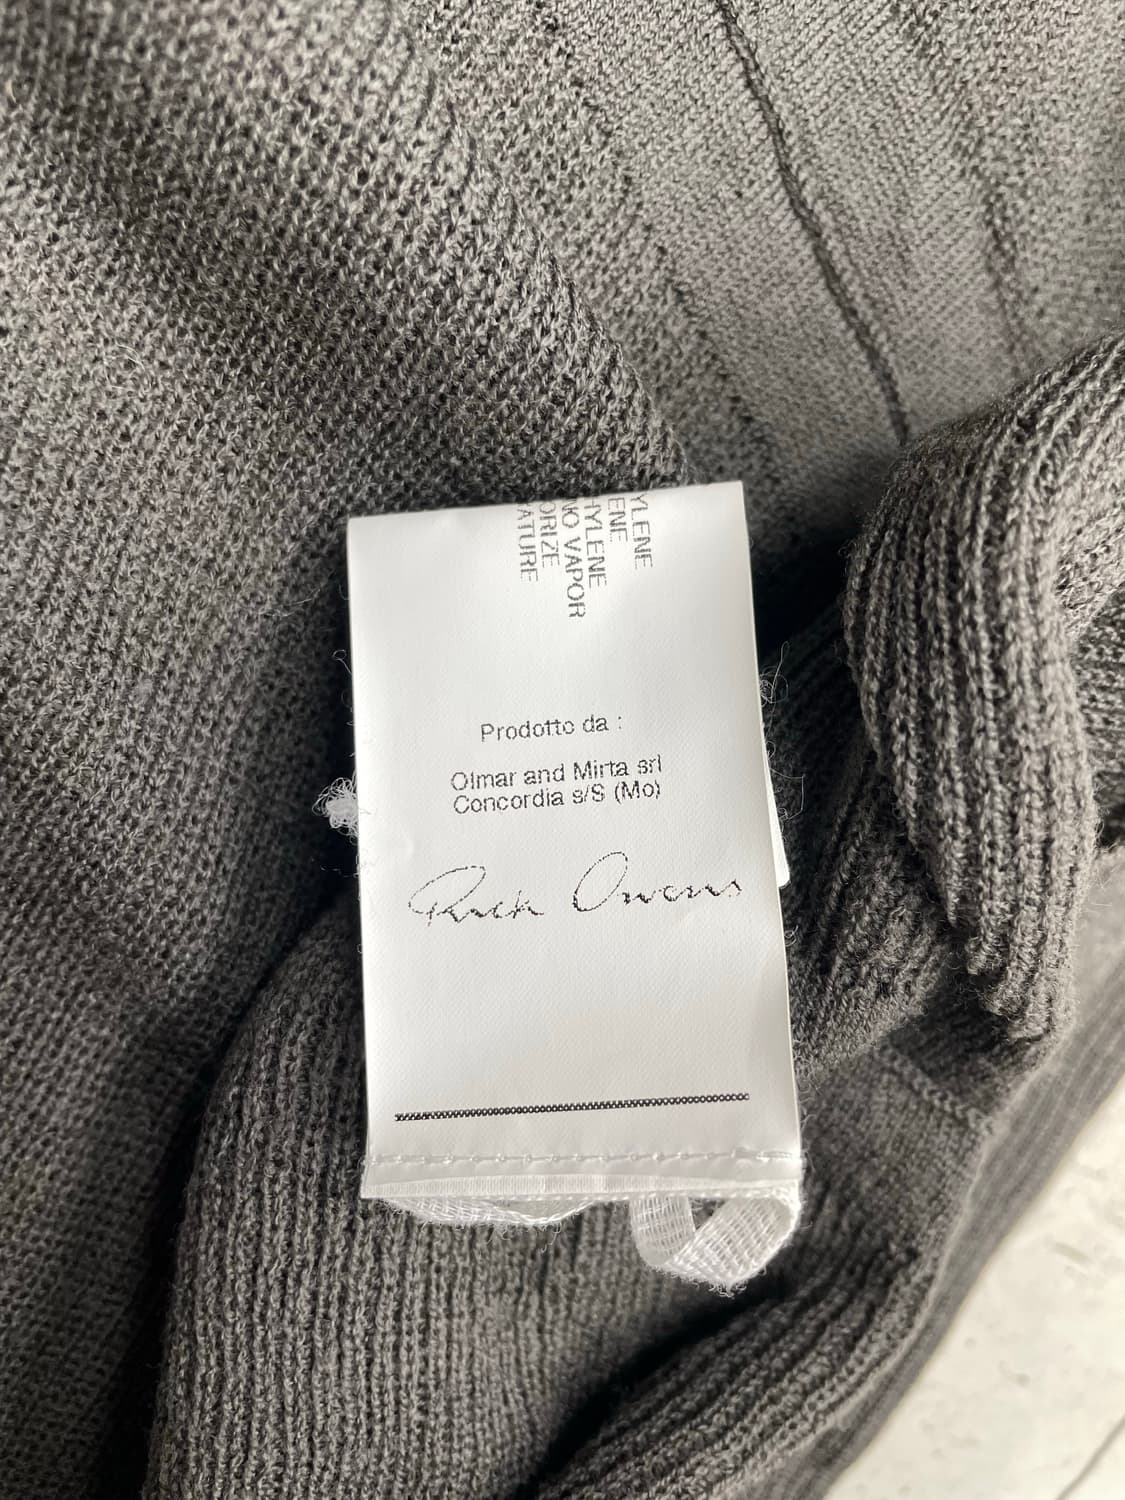 YLENE
ENE
HYLENE
NO VAPOR
ORIZE
ATURE
Prodotto da :
Olmar and Mirta srl
Concordia s/S (Mo)
Rick Owens